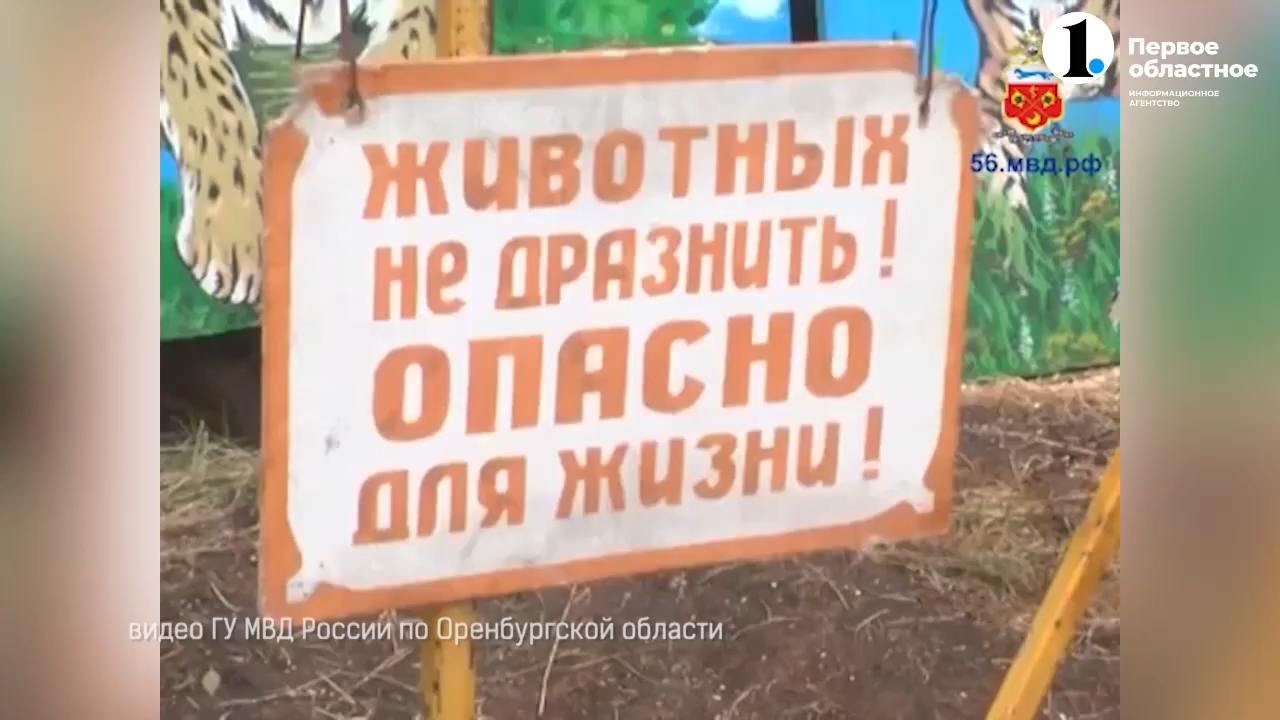 1.
Первое
областное
ИНФОРМАЦИОННОЕ
АГЕНТСТВО
56.мвд.рф
ЖИВОТНЫХ
НЕ ДРАЗНИТЬ!
ОПАСНО
ДЛЯ ЖИЗНИ!
видео ГУ МВД России по Оренбургской области